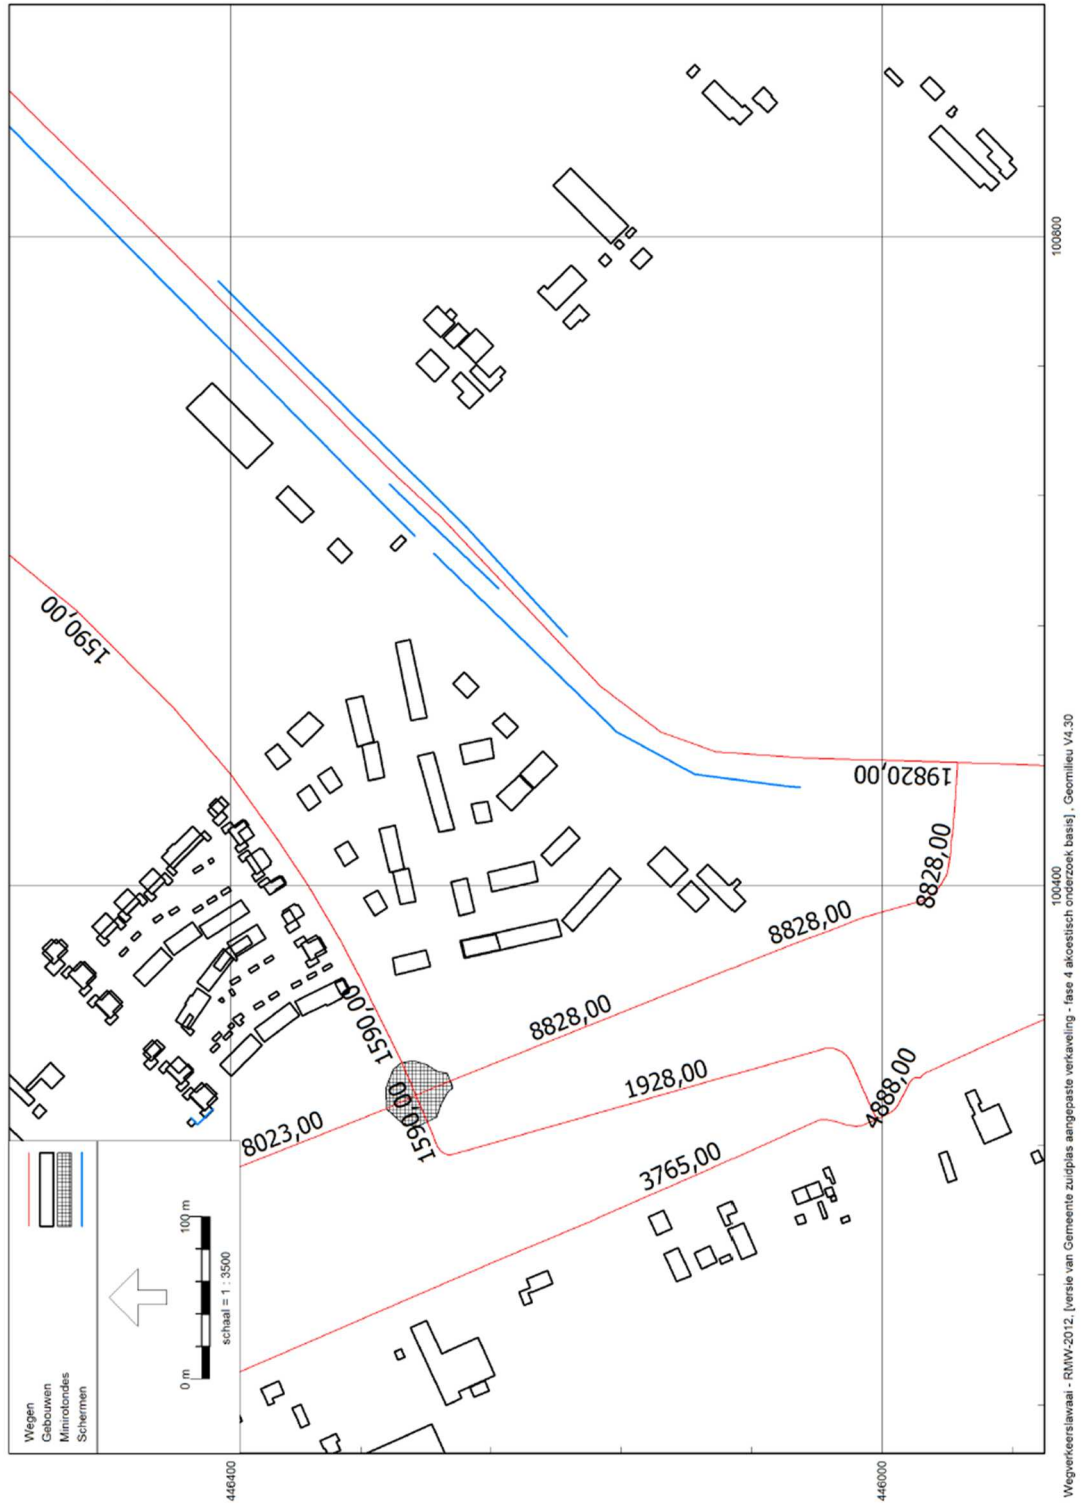 Wegen
Gebouwen
Minirotondes
Schermen
0 m
100 m
schaal = 1 : 3500
1590,00
1590,00
1590,00
1590,00
8023,00
8828,00
8828,00
8828,00
1928,00
3765,00
4888,00
19820,00
446400
446000
100400
100800
Wegverkeerslawaai - RMW-2012, [versie van Gemeente zuidplas aangepaste verkaveling - fase 4 akoestisch onderzoek basis] , Geomilieu V4.30